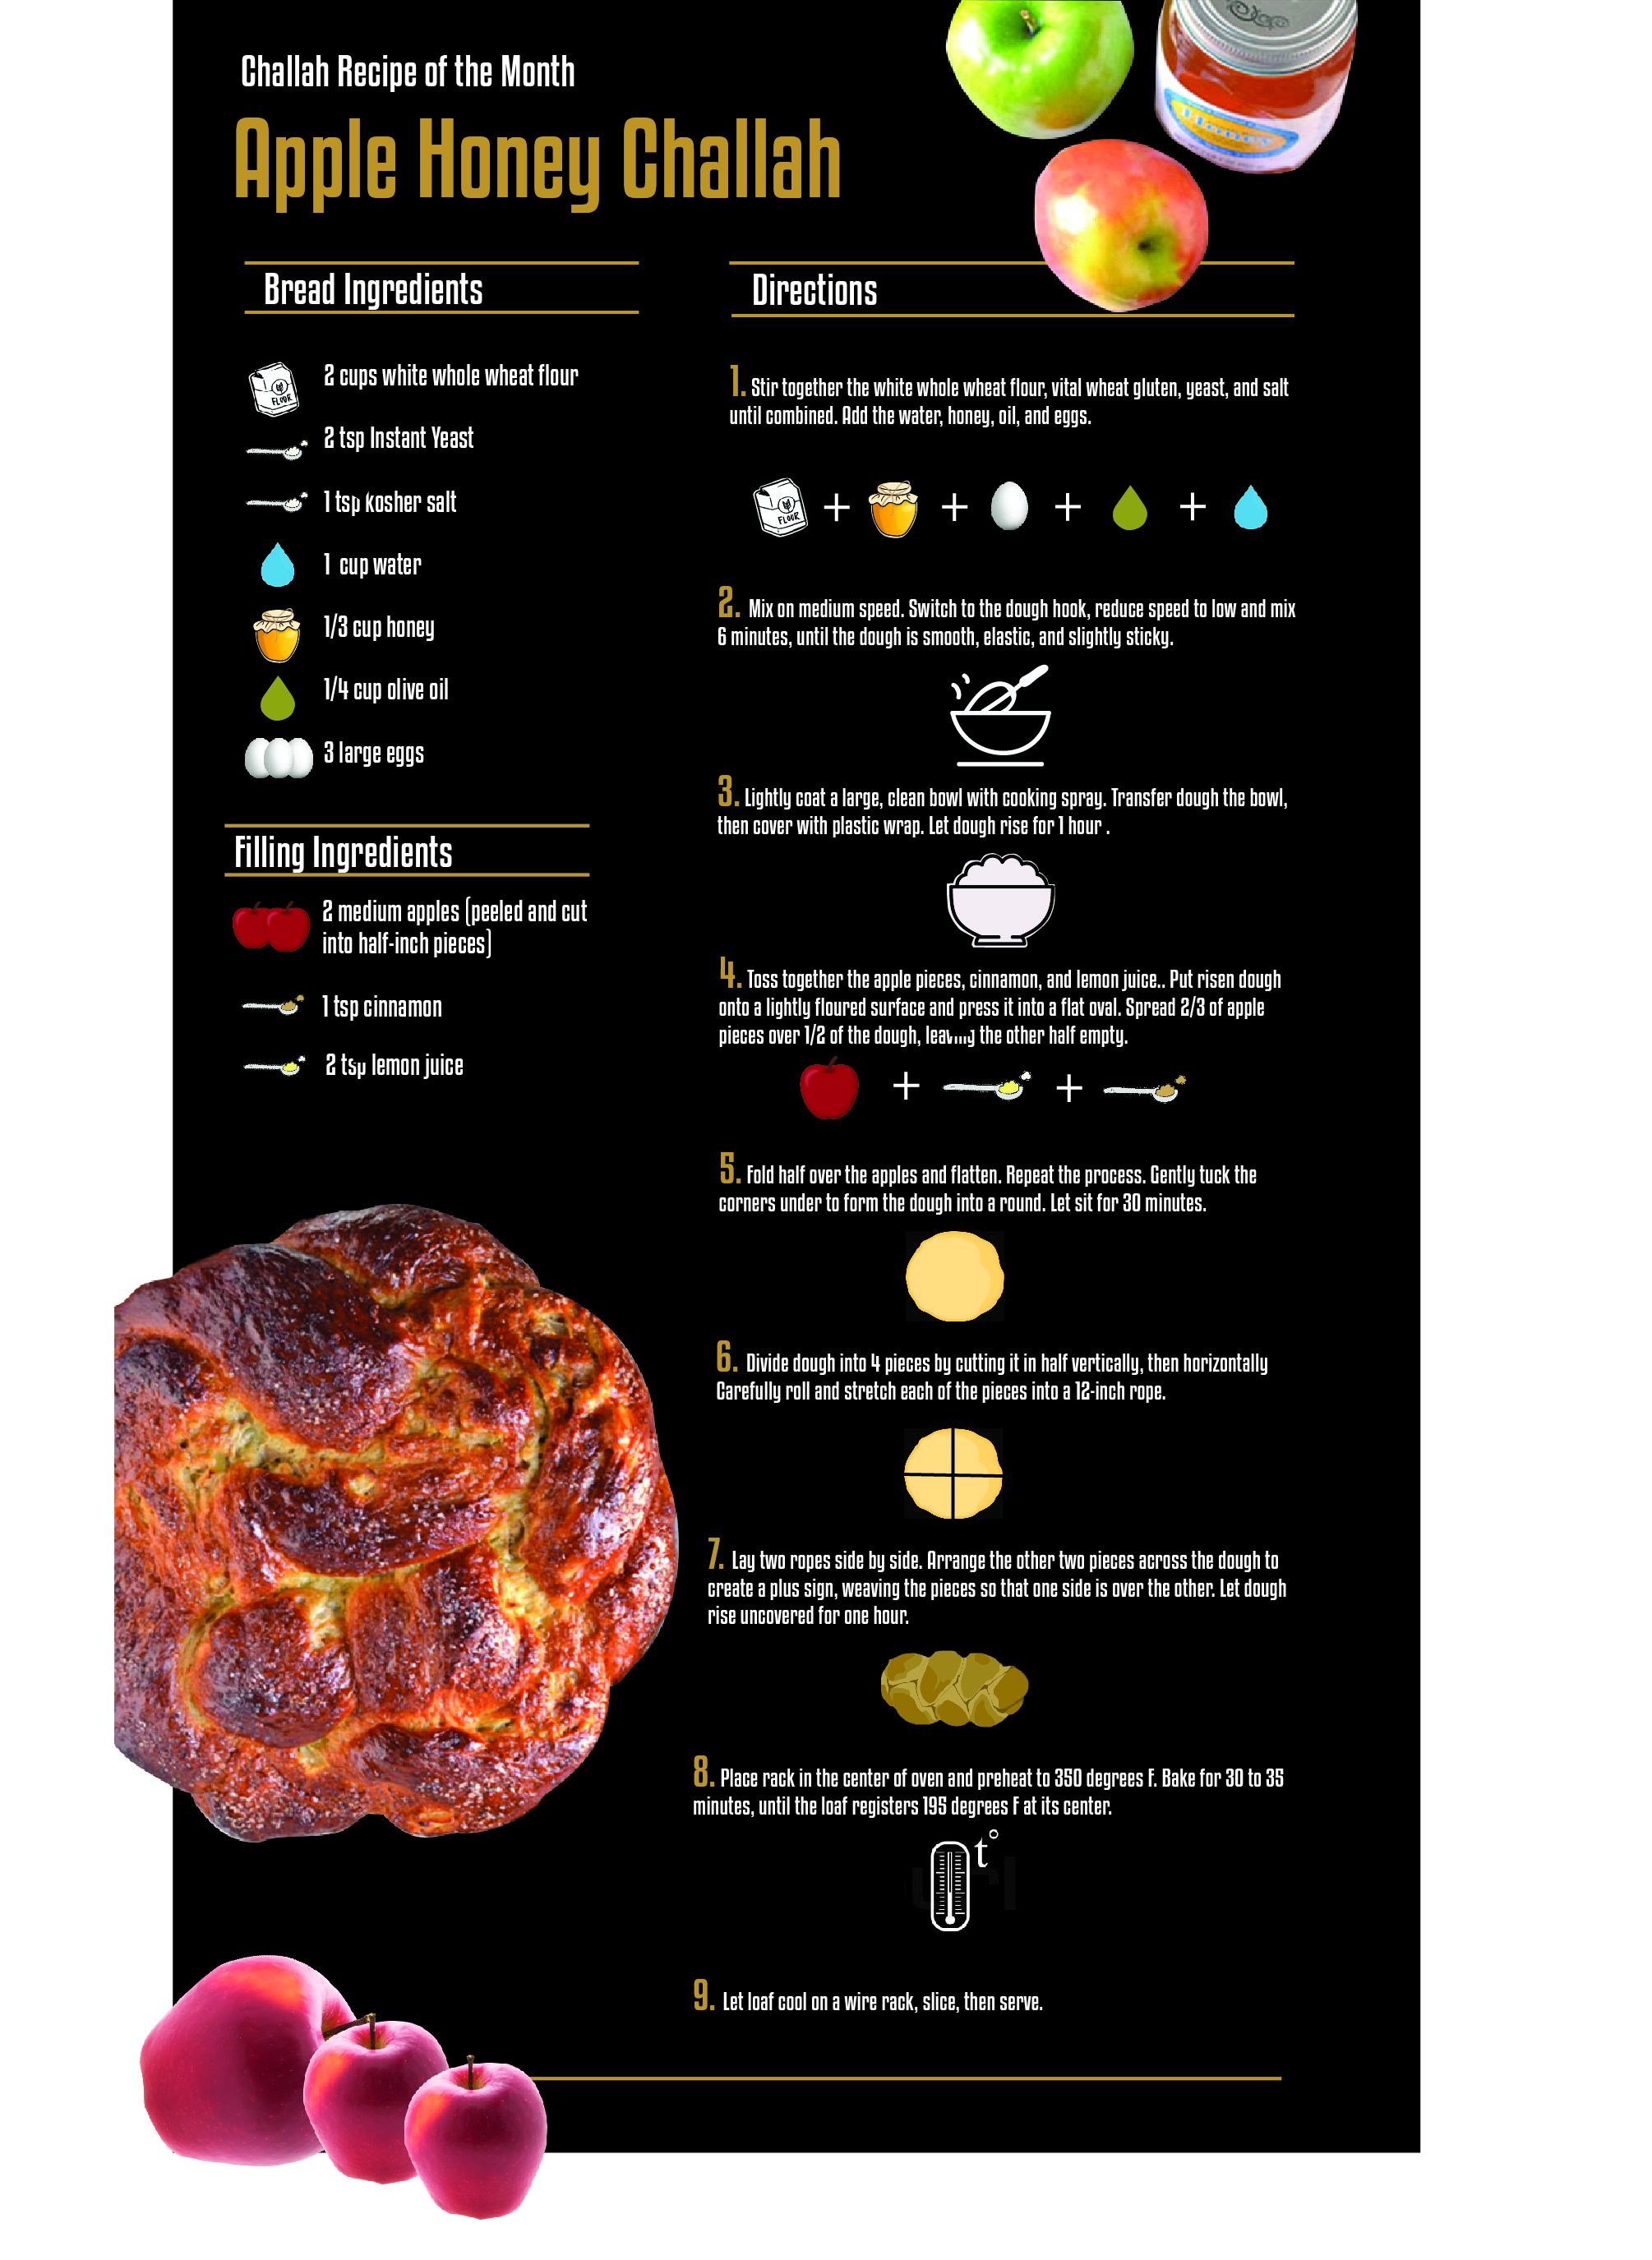 Challah Recipe of the Month
Apple Honey Challah
Honey
Bread Ingredients
FLOUR
2 cups white whole wheat flour
2 tsp Instant Yeast
1 tsp kosher salt
1 cup water
1/3 cup honey
1/4 cup olive oil
3 large eggs
Filling Ingredients
2 medium apples (peeled and cut
into half-inch pieces)
1 tsp cinnamon
2 tsp lemon juice
Directions
1. Stir together the white whole wheat flour, vital wheat gluten, yeast, and salt
until combined. Add the water, honey, oil, and eggs.
FLOUR + + + +
2. Mix on medium speed. Switch to the dough hook, reduce speed to low and mix
6 minutes, until the dough is smooth, elastic, and slightly sticky.
3. Lightly coat a large, clean bowl with cooking spray. Transfer dough the bowl,
then cover with plastic wrap. Let dough rise for 1 hour .
4. Toss together the apple pieces, cinnamon, and lemon juice.. Put risen dough
onto a lightly floured surface and press it into a flat oval. Spread 2/3 of apple
pieces over 1/2 of the dough, leaving the other half empty.
+ +
5. Fold half over the apples and flatten. Repeat the process. Gently tuck the
corners under to form the dough into a round. Let sit for 30 minutes.
6. Divide dough into 4 pieces by cutting it in half vertically, then horizontally
Carefully roll and stretch each of the pieces into a 12-inch rope.
7. Lay two ropes side by side. Arrange the other two pieces across the dough to
create a plus sign, weaving the pieces so that one side is over the other. Let dough
rise uncovered for one hour.
8. Place rack in the center of oven and preheat to 350 degrees F. Bake for 30 to 35
minutes, until the loaf registers 195 degrees F at its center.
t°
9. Let loaf cool on a wire rack, slice, then serve.